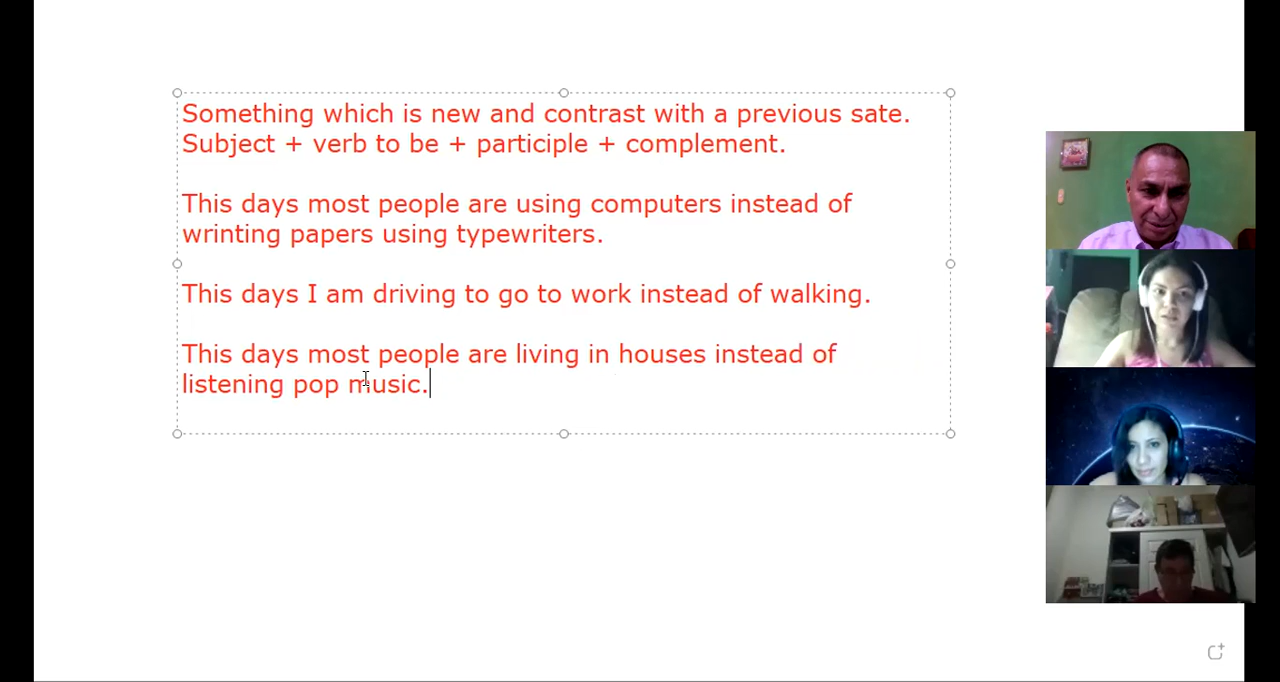 Something which is new and contrast with a previous sate.
Subject + verb to be + participle + complement.
This days most people are using computers instead of
wrinting papers using typewriters.
This days I am driving to go to work instead of walking.
This days most people are living in houses instead of
listening pop music.